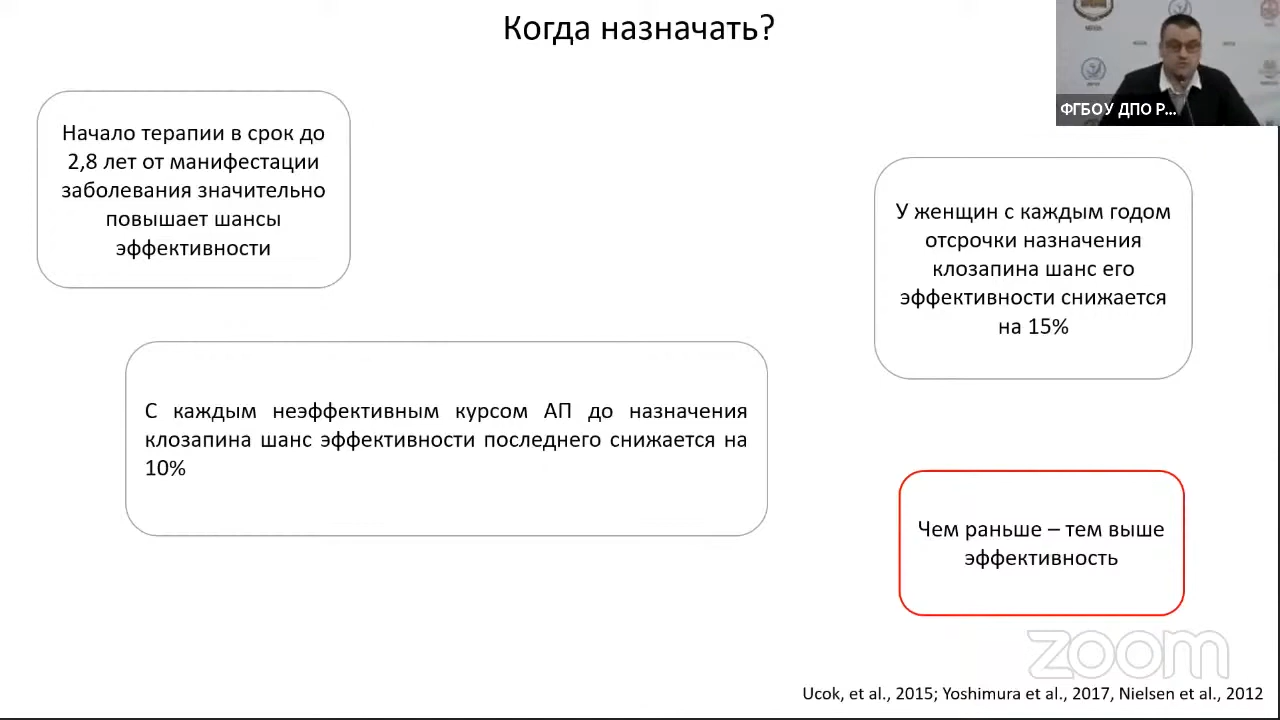 Когда назначать?
ФГБОУ ДПО Р...
Начало терапии в срок до
2,8 лет от манифестации
заболевания значительно
повышает шансы
эффективности
У женщин с каждым годом
отсрочки назначения
клозапина шанс его
эффективности снижается
на 15%
С каждым неэффективным курсом АП до назначения
клозапина шанс эффективности последнего снижается на
10%
Чем раньше – тем выше
эффективность
zoom
Ucok, et al., 2015; Yoshimura et al., 2017, Nielsen et al., 2012